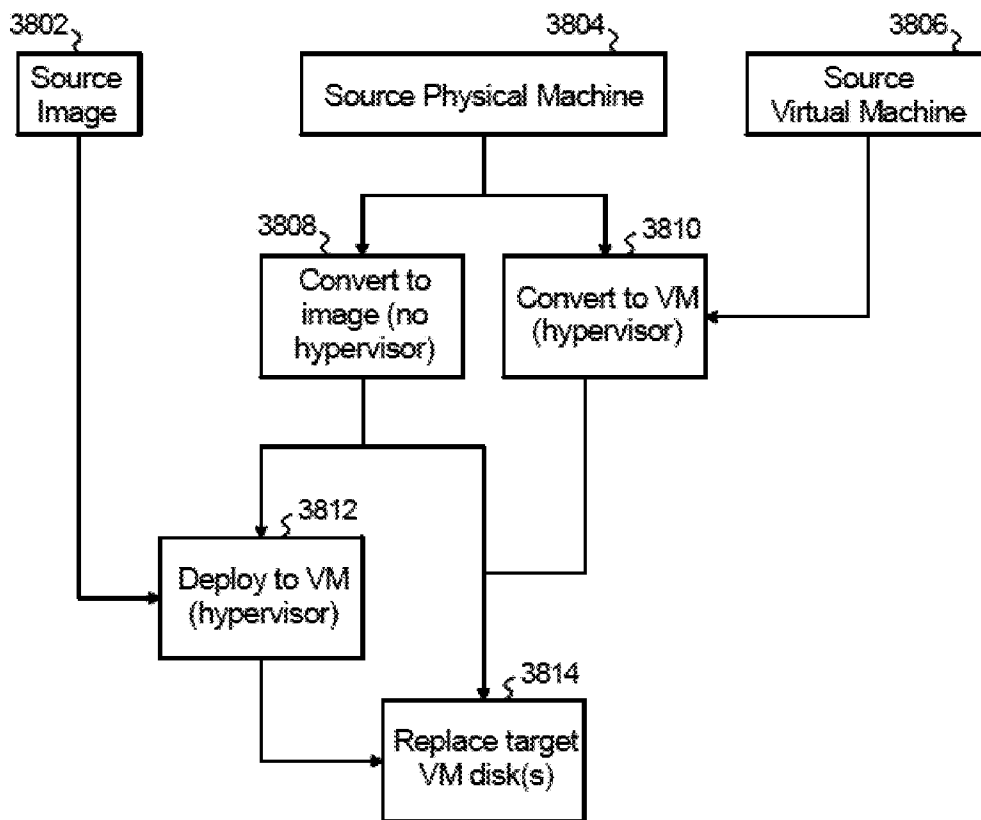 3802
Source
Image
3804
Source Physical Machine
3806
Source
Virtual Machine
3808
Convert to
image (no
hypervisor)
3810
Convert to VM
(hypervisor)
3812
Deploy to VM
(hypervisor)
3814
Replace target
VM disk(s)